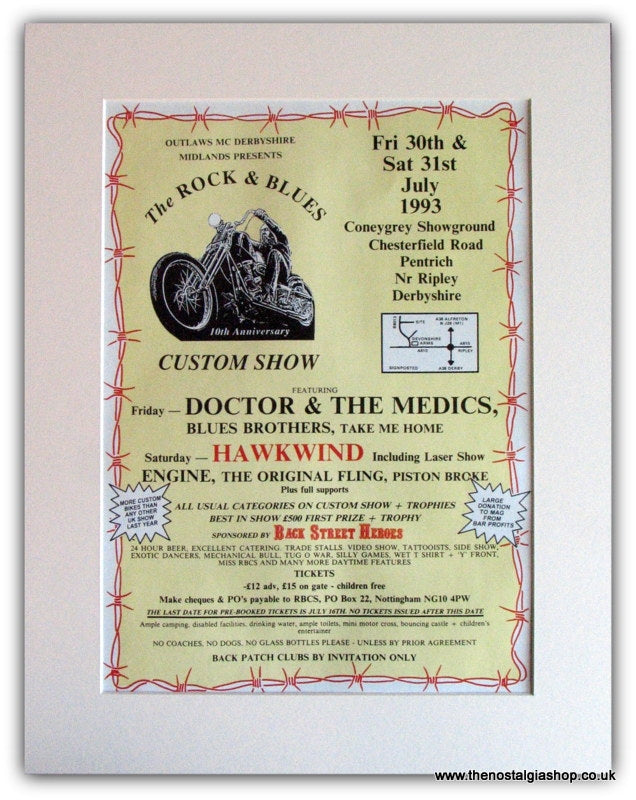 OUTLAWS MC DERBYSHIRE
MIDLANDS PRESENTS
The ROCK & BLUES
10th Anniversary
CUSTOM SHOW
Fri 30th &
Sat 31st
July
1993
Coneygrey Showground
Chesterfield Road
Pentrich
Nr Ripley
Derbyshire
SITE
A38 ALFRETON
DEVONSHIRE
ARMS
A610
A610
RIPLEY
SIGNPOSTED
A38 DERBY
FEATURING
Friday — DOCTOR & THE MEDICS,
BLUES BROTHERS, TAKE ME HOME
Saturday — HAWKWIND Including Laser Show
ENGINE, THE ORIGINAL FLING, PISTON BROKE
Plus full supports
MORE CUSTOM
BIKES THAN
ANY OTHER
UK SHOW
LAST YEAR
LARGE
DONATION
TO MAG
FROM
BAR PROFITS
ALL USUAL CATEGORIES ON CUSTOM SHOW + TROPHIES
BEST IN SHOW £500 FIRST PRIZE + TROPHY
SPONSORED BY BACK STREET HEROES
24 HOUR BEER, EXCELLENT CATERING, TRADE STALLS, VIDEO SHOW, TATTOOISTS, SIDE SHOW,
EXOTIC DANCERS, MECHANICAL BULL, TUG O WAR, SILLY GAMES, WET T SHIRT + 'Y' FRONT,
MISS RBCS AND MANY MORE DAYTIME FEATURES
TICKETS
-£12 adv, £15 on gate - children free
Make cheques & PO's payable to RBCS, PO Box 22, Nottingham NG10 4PW
THE LAST DATE FOR PRE-BOOKED TICKETS IS JULY 16TH. NO TICKETS ISSUED AFTER THIS DATE
Ample camping, disabled facilities, drinking water, ample toilets, mini motor cross, bouncing castle + children's
entertainer
NO COACHES, NO DOGS, NO GLASS BOTTLES PLEASE - UNLESS BY PRIOR AGREEMENT
BACK PATCH CLUBS BY INVITATION ONLY
www.thenostalgiashop.co.uk